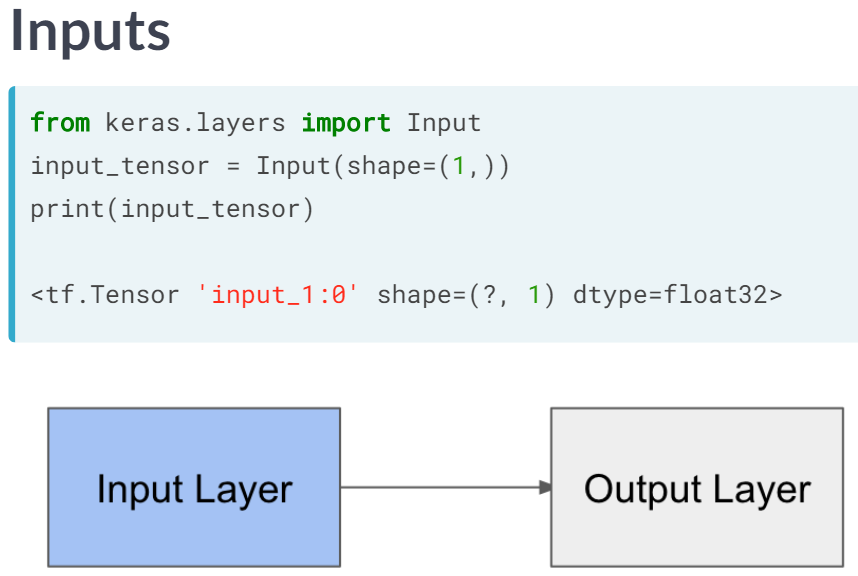 Inputs
from keras.layers import Input
input_tensor = Input(shape=(1,))
print(input_tensor)
<tf.Tensor 'input_1:0' shape=(?, 1) dtype=float32>
Input Layer
Output Layer